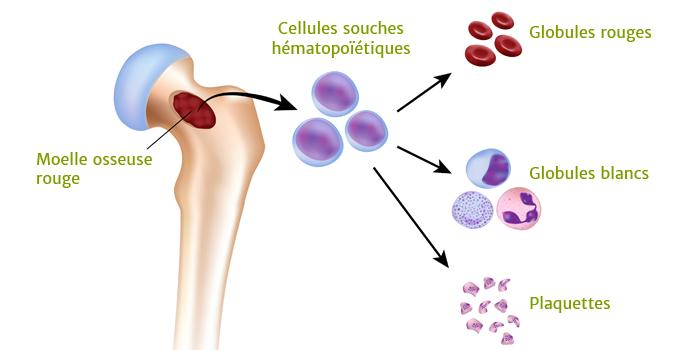 Cellules souches
hématopoïétiques
Globules rouges
Moelle osseuse
rouge
Globules blancs
Plaquettes